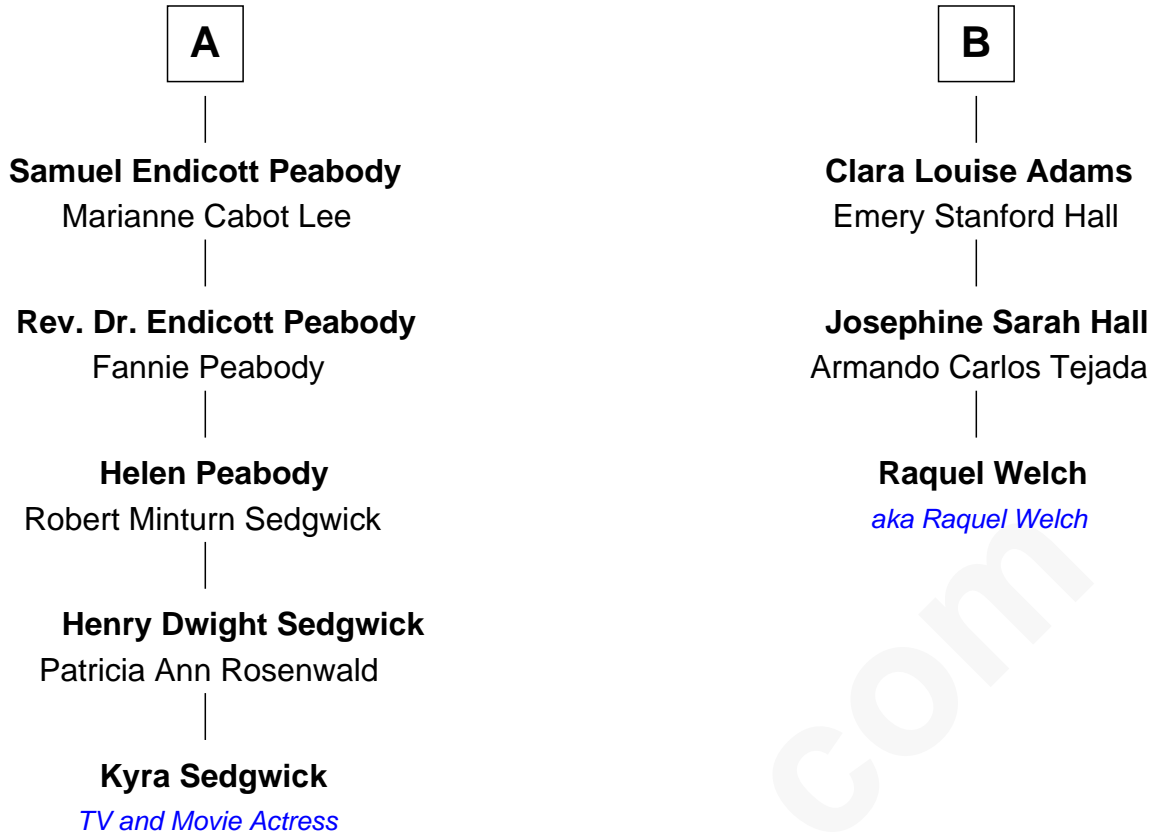 A
Samuel Endicott Peabody
Marianne Cabot Lee
Rev. Dr. Endicott Peabody
Fannie Peabody
Helen Peabody
Robert Minturn Sedgwick
Henry Dwight Sedgwick
Patricia Ann Rosenwald
Kyra Sedgwick
TV and Movie Actress
B
Clara Louise Adams
Emery Stanford Hall
Josephine Sarah Hall
Armando Carlos Tejada
Raquel Welch
aka Raquel Welch
com